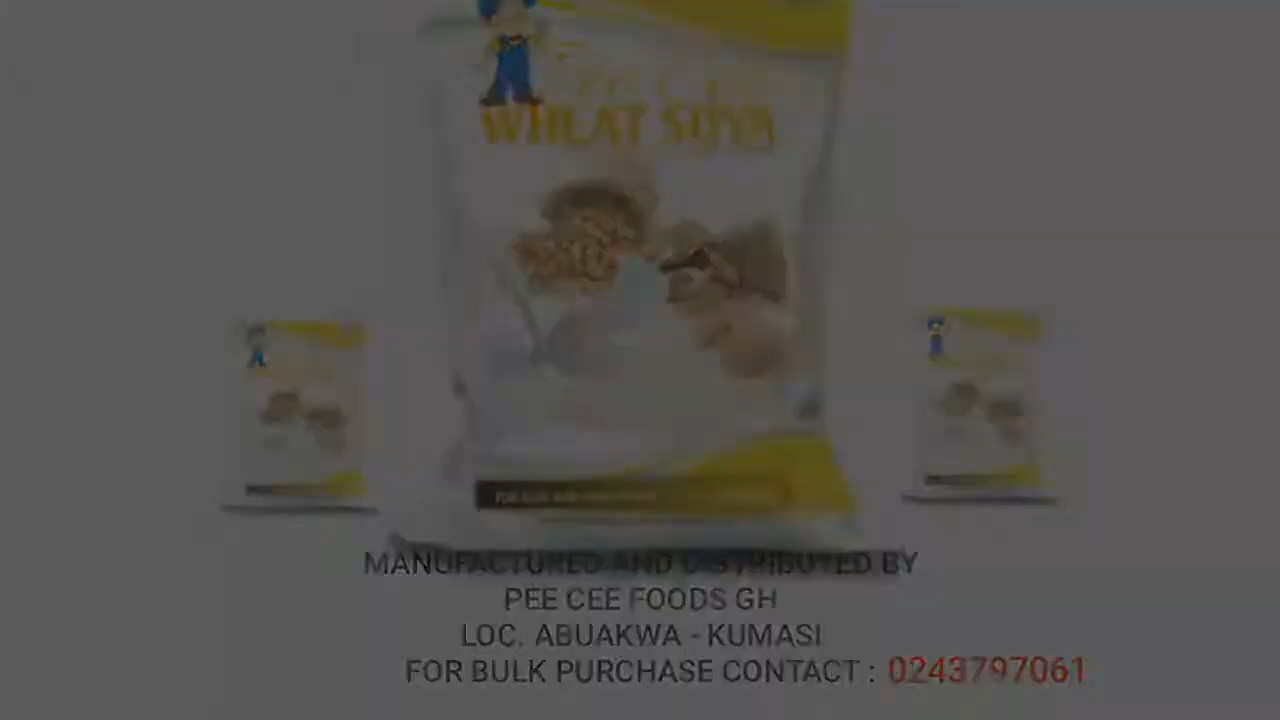 WHEAT SOYA
MANUFACTURED AND DISTRIBUTED BY
PEE CEE FOODS GH
LOC. ABUAKWA - KUMASI
FOR BULK PURCHASE CONTACT : 0243797061